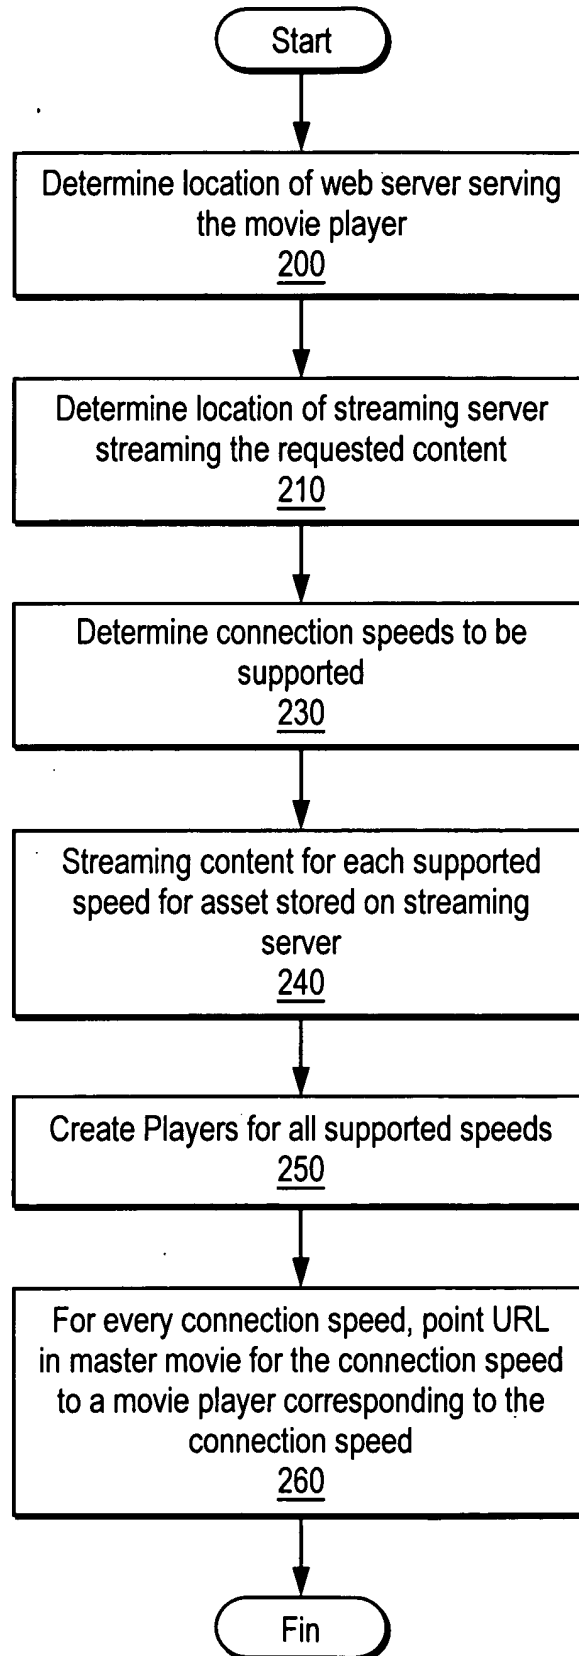 Start
Determine location of web server serving
the movie player
200
Determine location of streaming server
streaming the requested content
210
Determine connection speeds to be
supported
230
Streaming content for each supported
speed for asset stored on streaming
server
240
Create Players for all supported speeds
250
For every connection speed, point URL
in master movie for the connection speed
to a movie player corresponding to the
connection speed
260
Fin